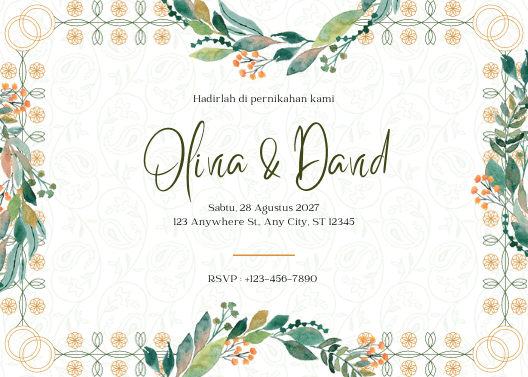 Hadirlah di pernikahan kami
Olivia & David
Sabtu, 28 Agustus 2027
123 Anywhere St., Any City, ST 12345
RSVP : +123-456-7890